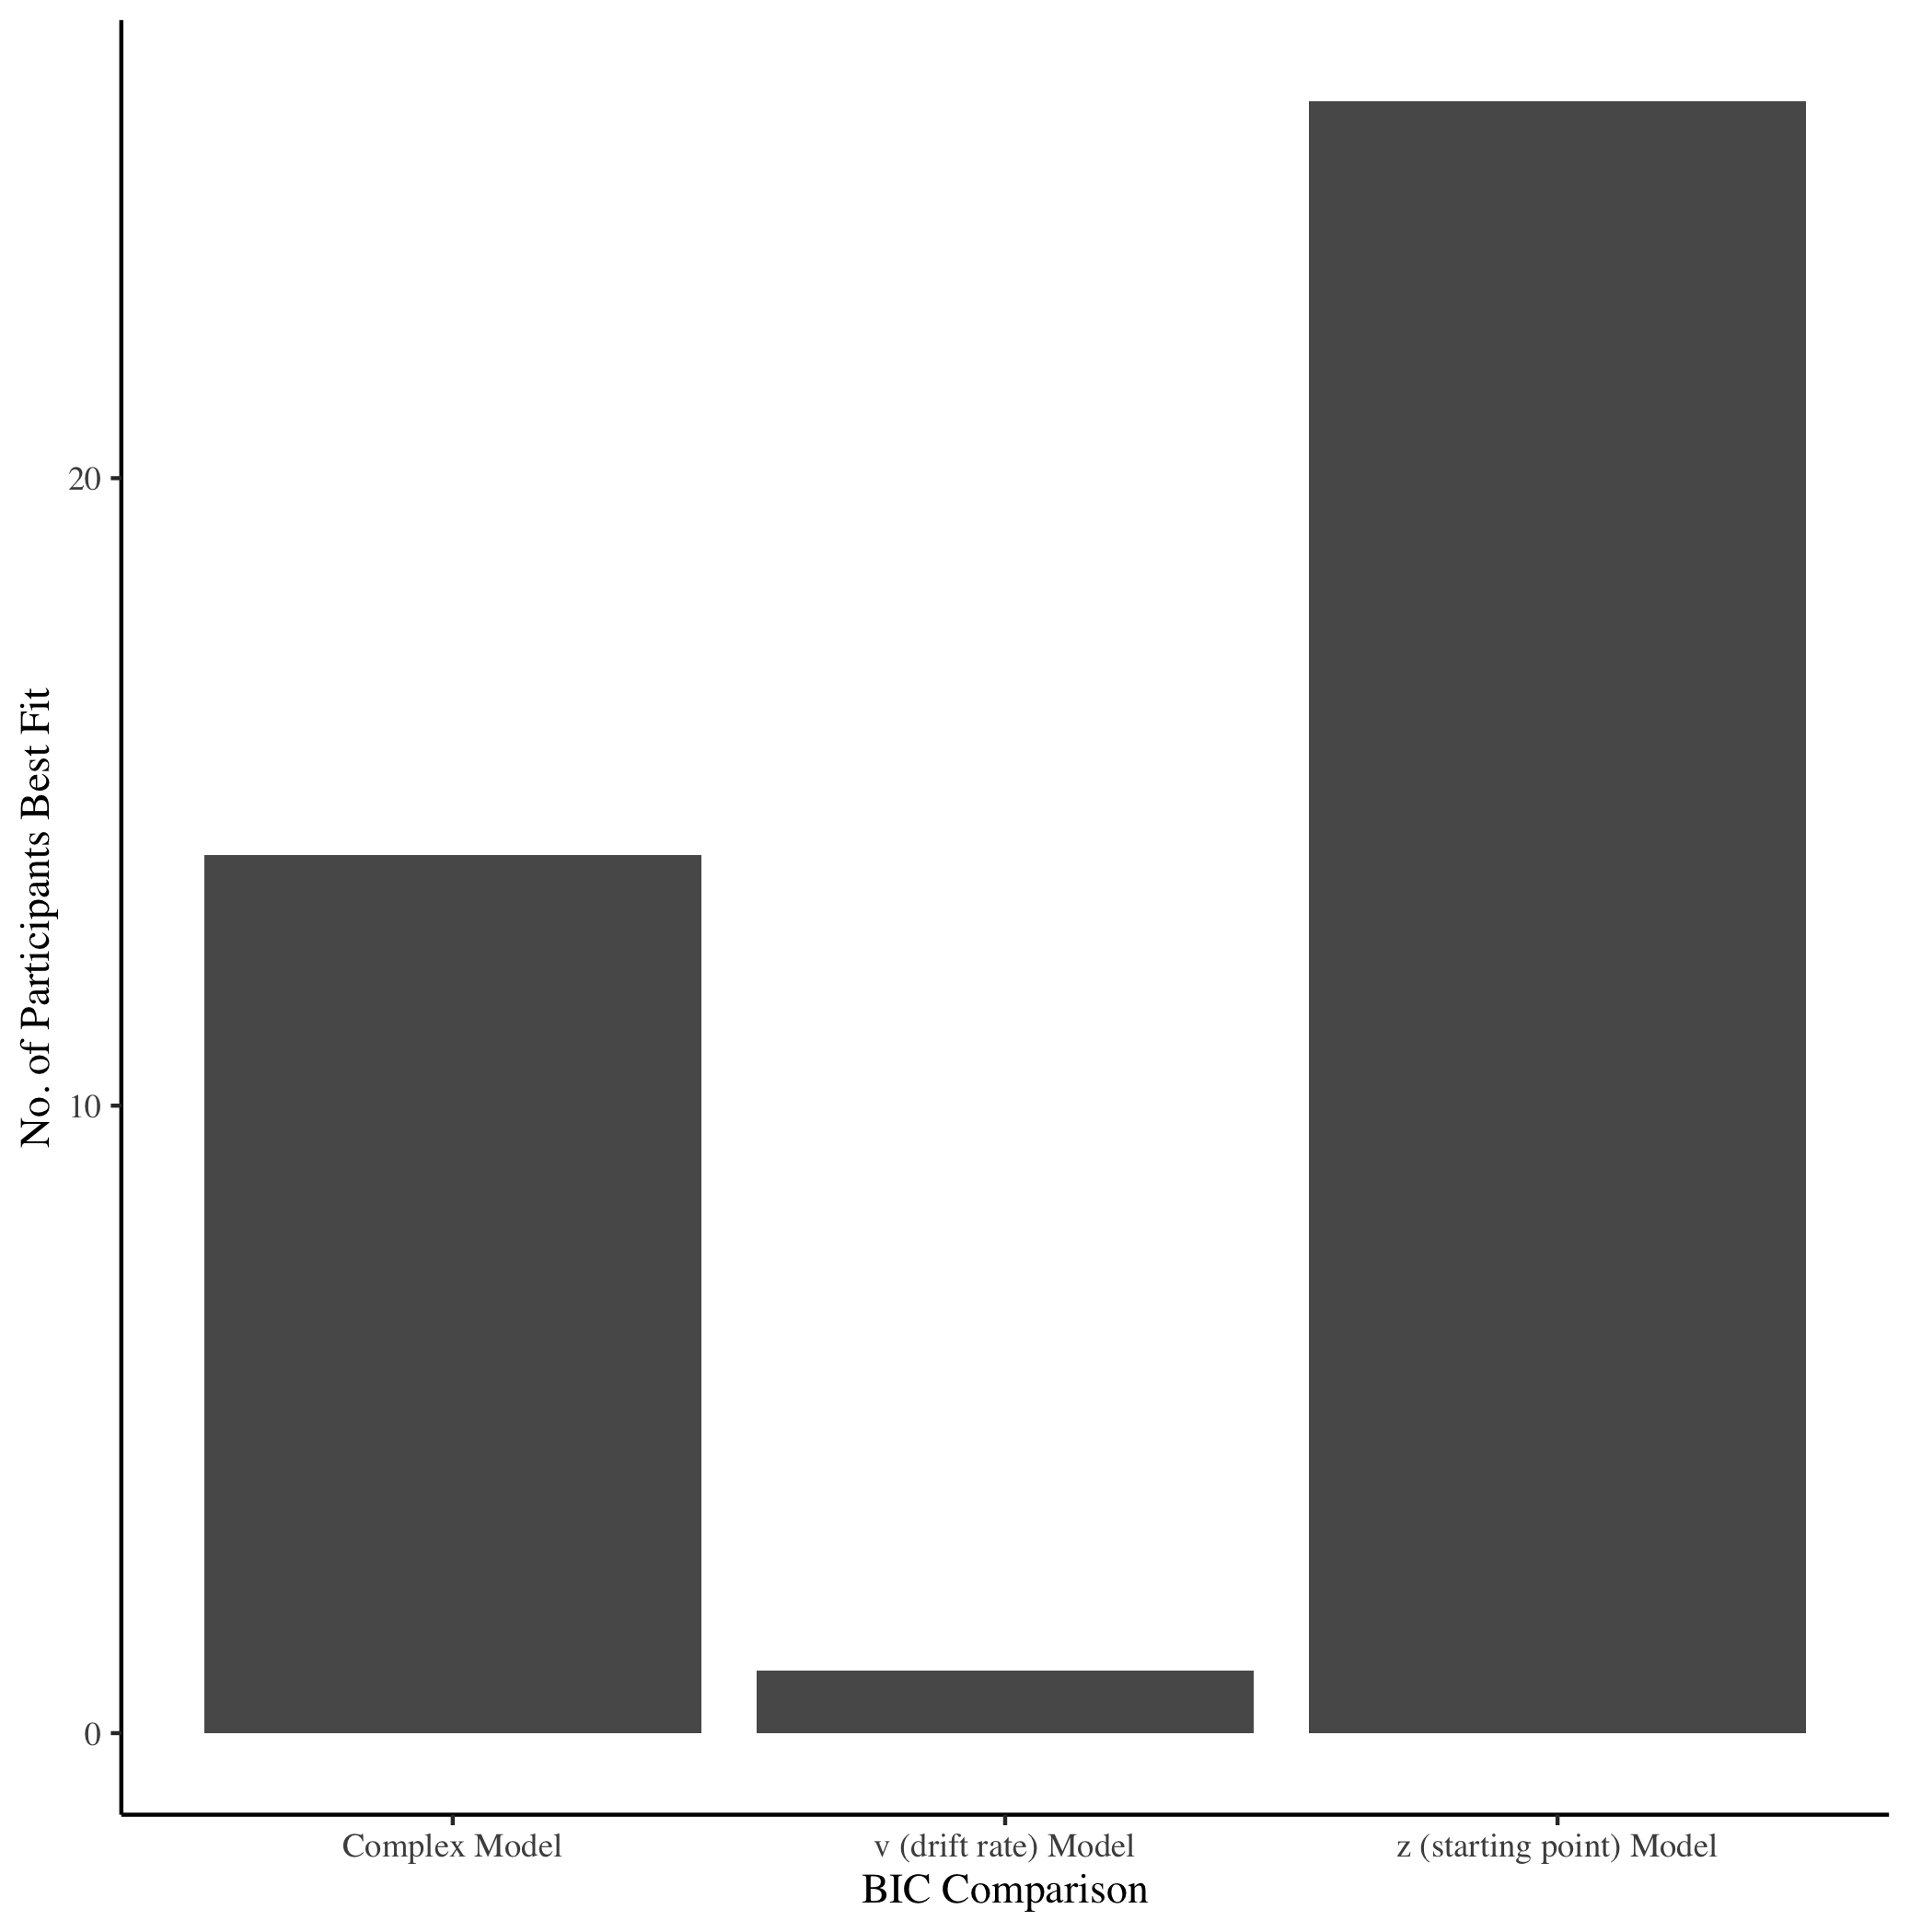 No. of Participants Best Fit
20
10
0
Complex Model
v (drift rate) Model
z (starting point) Model
BIC Comparison